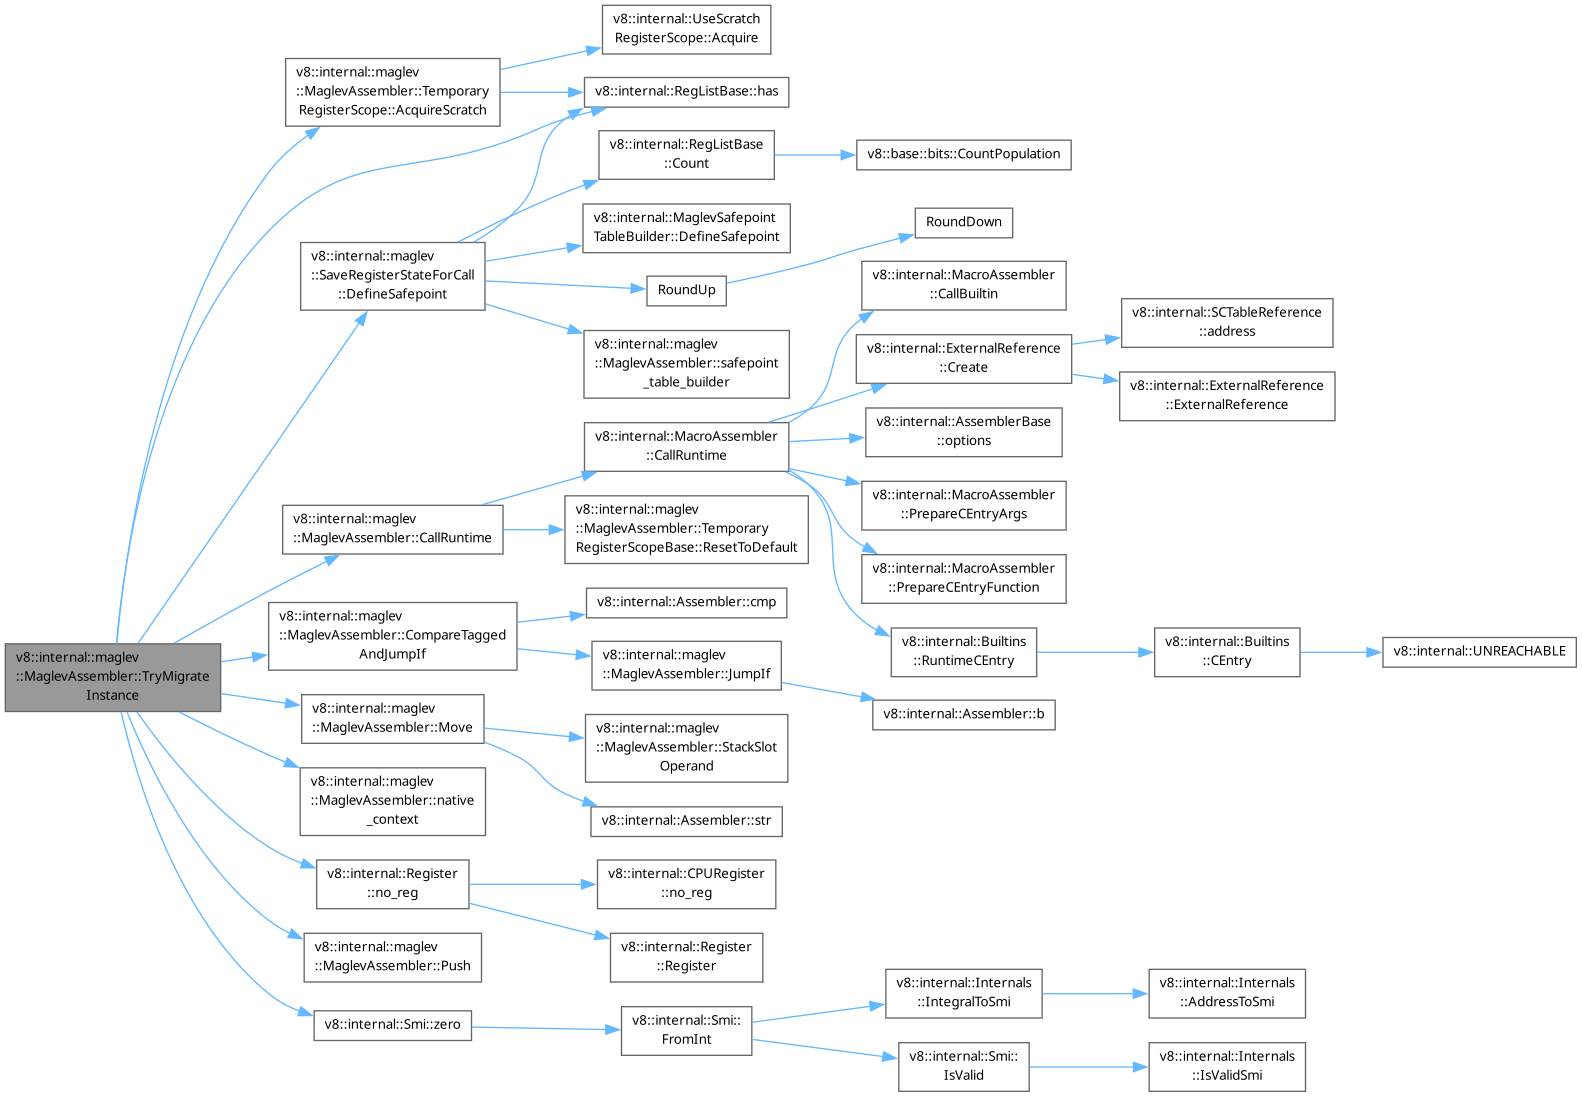 v8::internal::maglev
::MaglevAssembler::TryMigrate
Instance
v8::internal::maglev
::MaglevAssembler::Temporary
RegisterScope::AcquireScratch
v8::internal::UseScratch
RegisterScope::Acquire
v8::internal::RegListBase::has
v8::internal::maglev
::SaveRegisterStateForCall
::DefineSafepoint
v8::internal::RegListBase
::Count
v8::base::bits::CountPopulation
v8::internal::MaglevSafepoint
TableBuilder::DefineSafepoint
RoundUp
RoundDown
v8::internal::maglev
::MaglevAssembler::safepoint
_table_builder
v8::internal::maglev
::MaglevAssembler::CallRuntime
v8::internal::MacroAssembler
::CallRuntime
v8::internal::MacroAssembler
::CallBuiltin
v8::internal::ExternalReference
::Create
v8::internal::SCTableReference
::address
v8::internal::ExternalReference
::ExternalReference
v8::internal::AssemblerBase
::options
v8::internal::MacroAssembler
::PrepareCEntryArgs
v8::internal::MacroAssembler
::PrepareCEntryFunction
v8::internal::Builtins
::RuntimeCEntry
v8::internal::Builtins
::CEntry
v8::internal::UNREACHABLE
v8::internal::maglev
::MaglevAssembler::Temporary
RegisterScopeBase::ResetToDefault
v8::internal::maglev
::MaglevAssembler::CompareTagged
AndJumpIf
v8::internal::Assembler::cmp
v8::internal::maglev
::MaglevAssembler::JumpIf
v8::internal::Assembler::b
v8::internal::maglev
::MaglevAssembler::Move
v8::internal::maglev
::MaglevAssembler::StackSlot
Operand
v8::internal::Assembler::str
v8::internal::maglev
::MaglevAssembler::native
_context
v8::internal::Register
::no_reg
v8::internal::CPURegister
::no_reg
v8::internal::Register
::Register
v8::internal::maglev
::MaglevAssembler::Push
v8::internal::Smi::zero
v8::internal::Smi::
FromInt
v8::internal::Internals
::IntegralToSmi
v8::internal::Internals
::AddressToSmi
v8::internal::Smi::
IsValid
v8::internal::Internals
::IsValidSmi